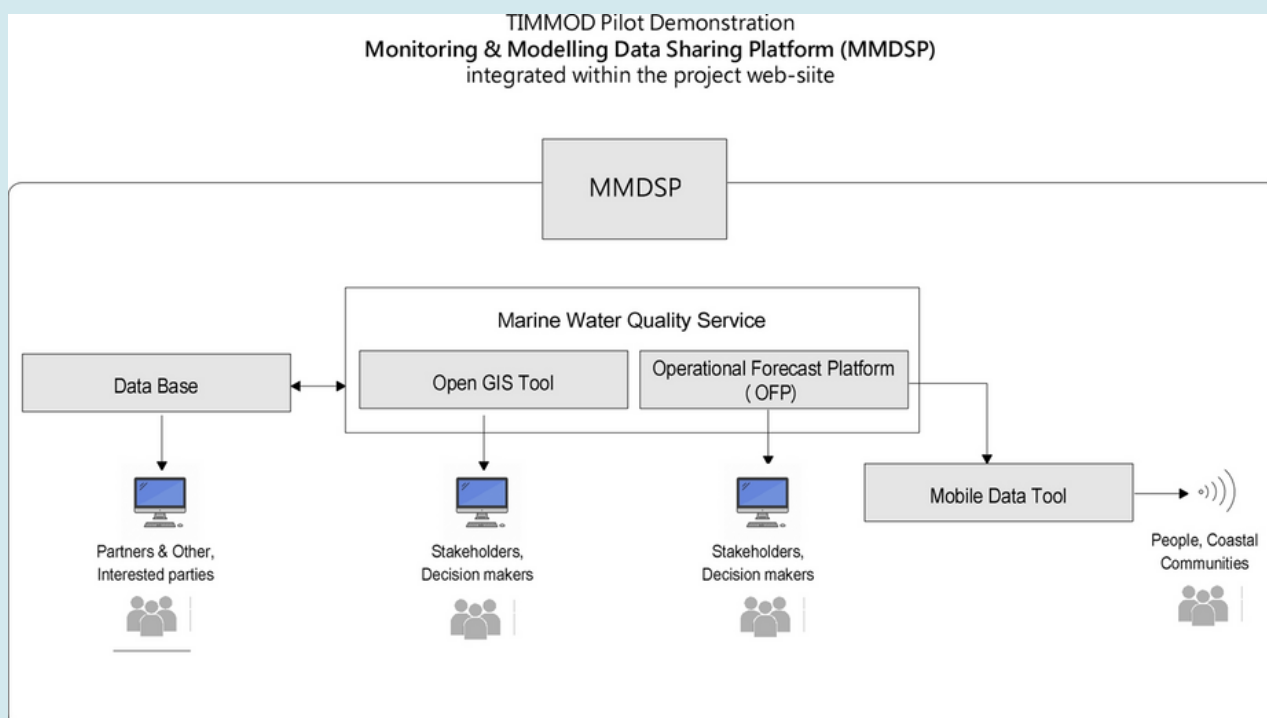 TIMMOD Pilot Demonstration
Monitoring & Modelling Data Sharing Platform (MMDSP)
integrated within the project web-siite
MMDSP
Marine Water Quality Service
Data Base
Open GIS Tool
Operational Forecast Platform
( OFP)
Mobile Data Tool
Partners & Other,
Interested parties
Stakeholders,
Decision makers
Stakeholders,
Decision makers
People, Coastal
Communities